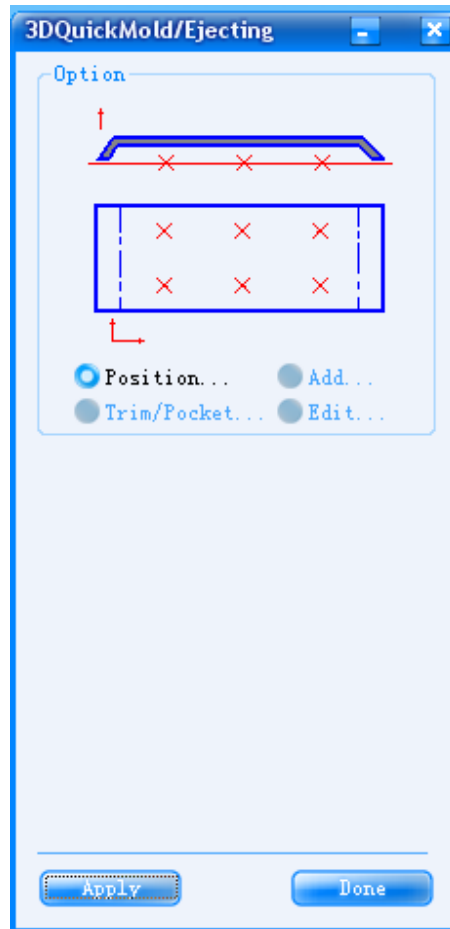 3DQuickMold/Ejecting
Option
Position... Add...
Trim/Pocket... Edit...
Apply Done